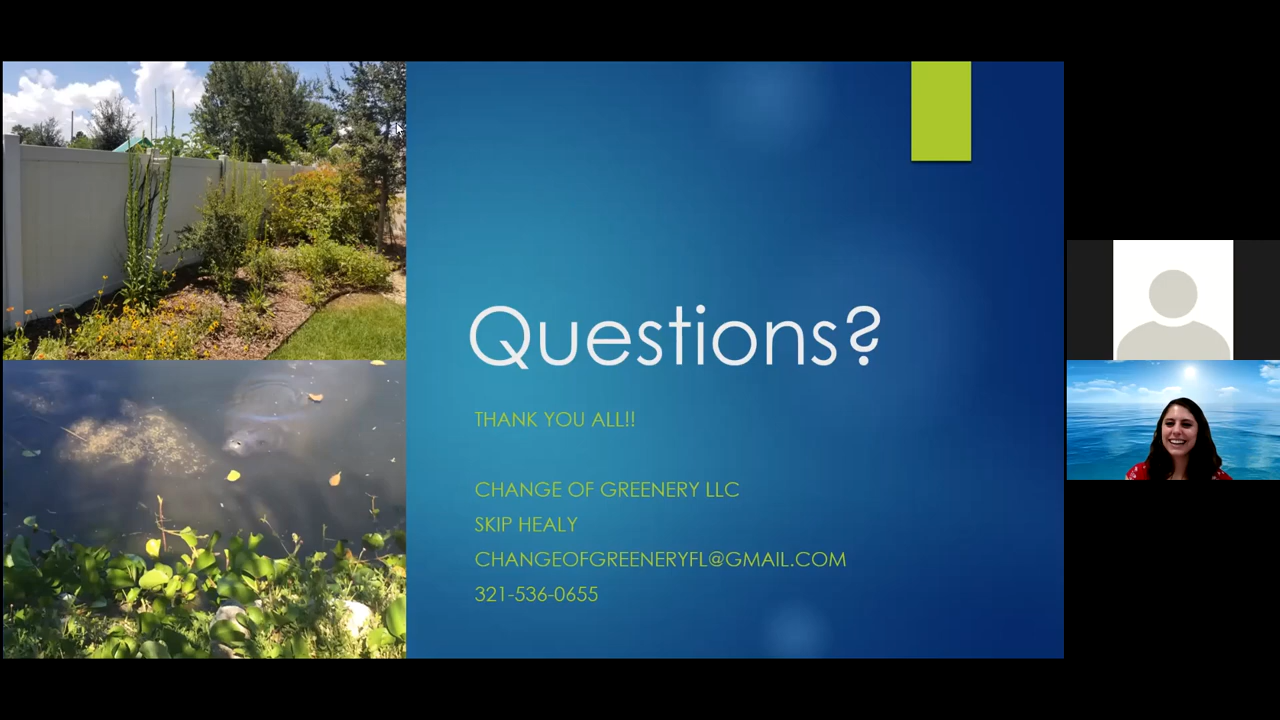 Questions?
THANK YOU ALL!!
CHANGE OF GREENERY LLC
SKIP HEALY
CHANGEOFGREENERYFL@GMAIL.COM
321-536-0655